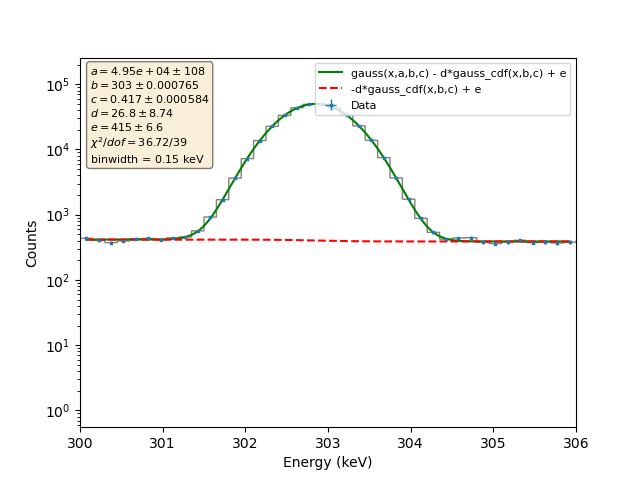 a = 4.95e + 04 ± 108
b = 303 ± 0.000765
c = 0.417 ± 0.000584
d = 26.8 ± 8.74
e = 415 ± 6.6
χ²/dof = 36.72/39
binwidth = 0.15 keV
gauss(x,a,b,c) - d*gauss_cdf(x,b,c) + e
-d*gauss_cdf(x,b,c) + e
Data
10⁵
10⁴
10³
10²
10¹
10⁰
Counts
300 301 302 303 304 305 306
Energy (keV)